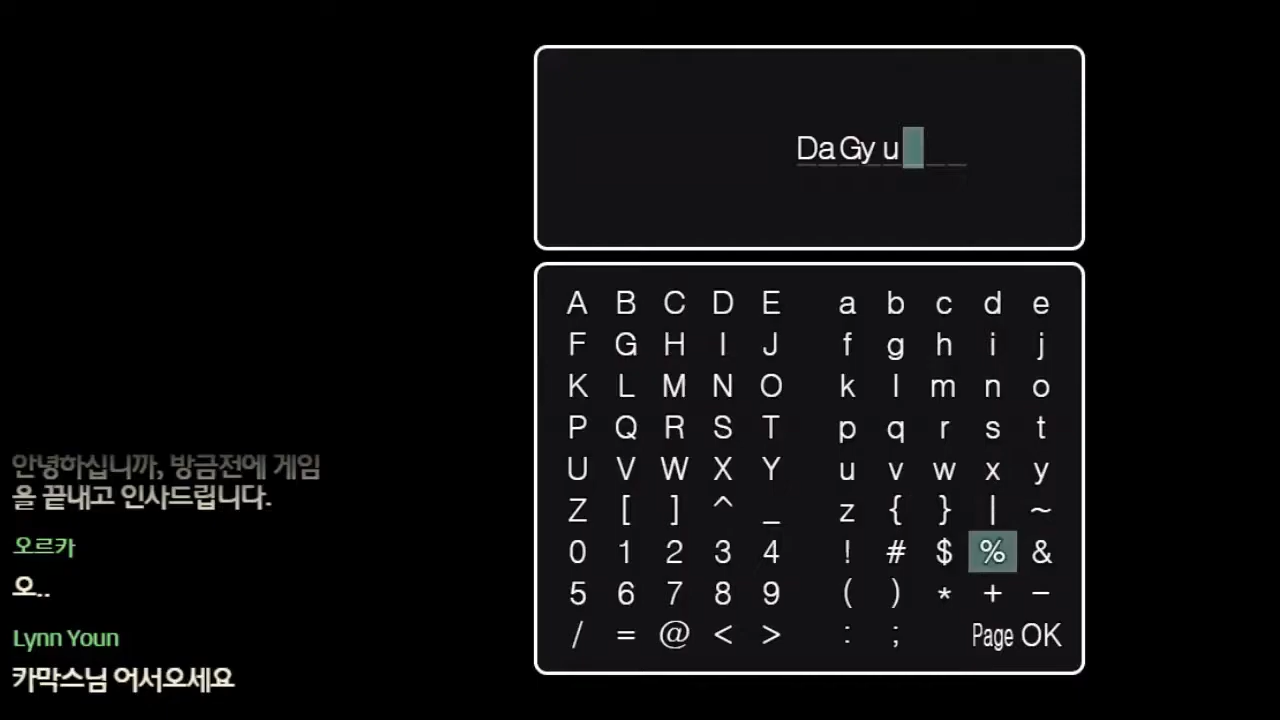 DaGyu
A B C D E a b c d e
F G H I J f g h i j
K L M N O k l m n o
P Q R S T p q r s t
U V W X Y u v w x y
Z [ ] ^ _ z { } | ~
0 1 2 3 4 ! # $ % &
5 6 7 8 9 ( ) * + −
/ = @ < > : ; Page OK
안녕하십니까, 방금전에 게임
을 끝내고 인사드립니다.
오르카
오..
Lynn Youn
카막스님 어서오세요